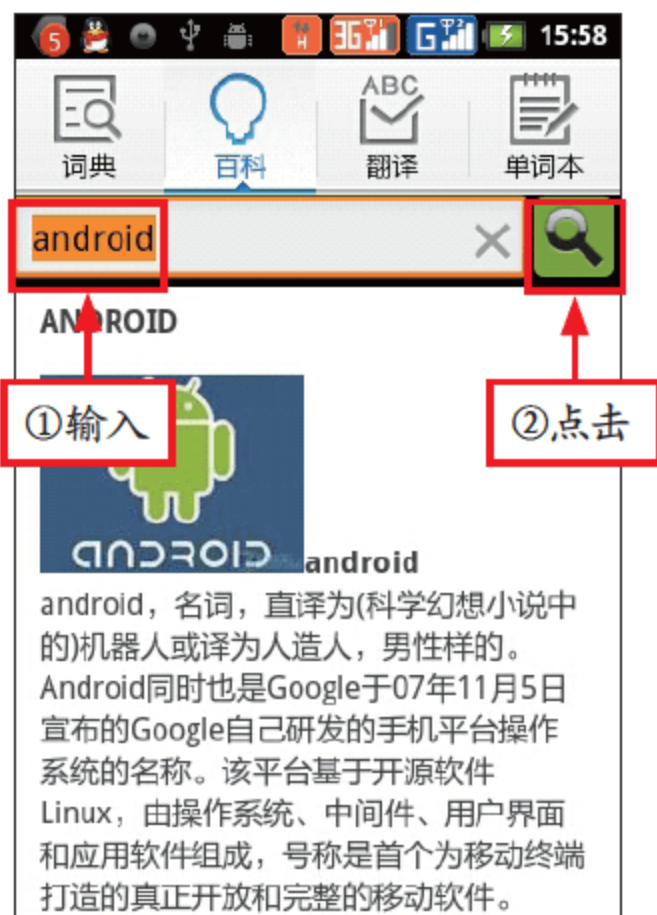 5 H 3G 1 G 2 15:58
词典 百科 ABC 翻译 单词本
android
ANDROID
①输入 ②点击
ANDROID android
android，名词，直译为(科学幻想小说中
的)机器人或译为人造人，男性样的。
Android同时也是Google于07年11月5日
宣布的Google自己研发的手机平台操作
系统的名称。该平台基于开源软件
Linux，由操作系统、中间件、用户界面
和应用软件组成，号称是首个为移动终端
打造的真正开放和完整的移动软件。